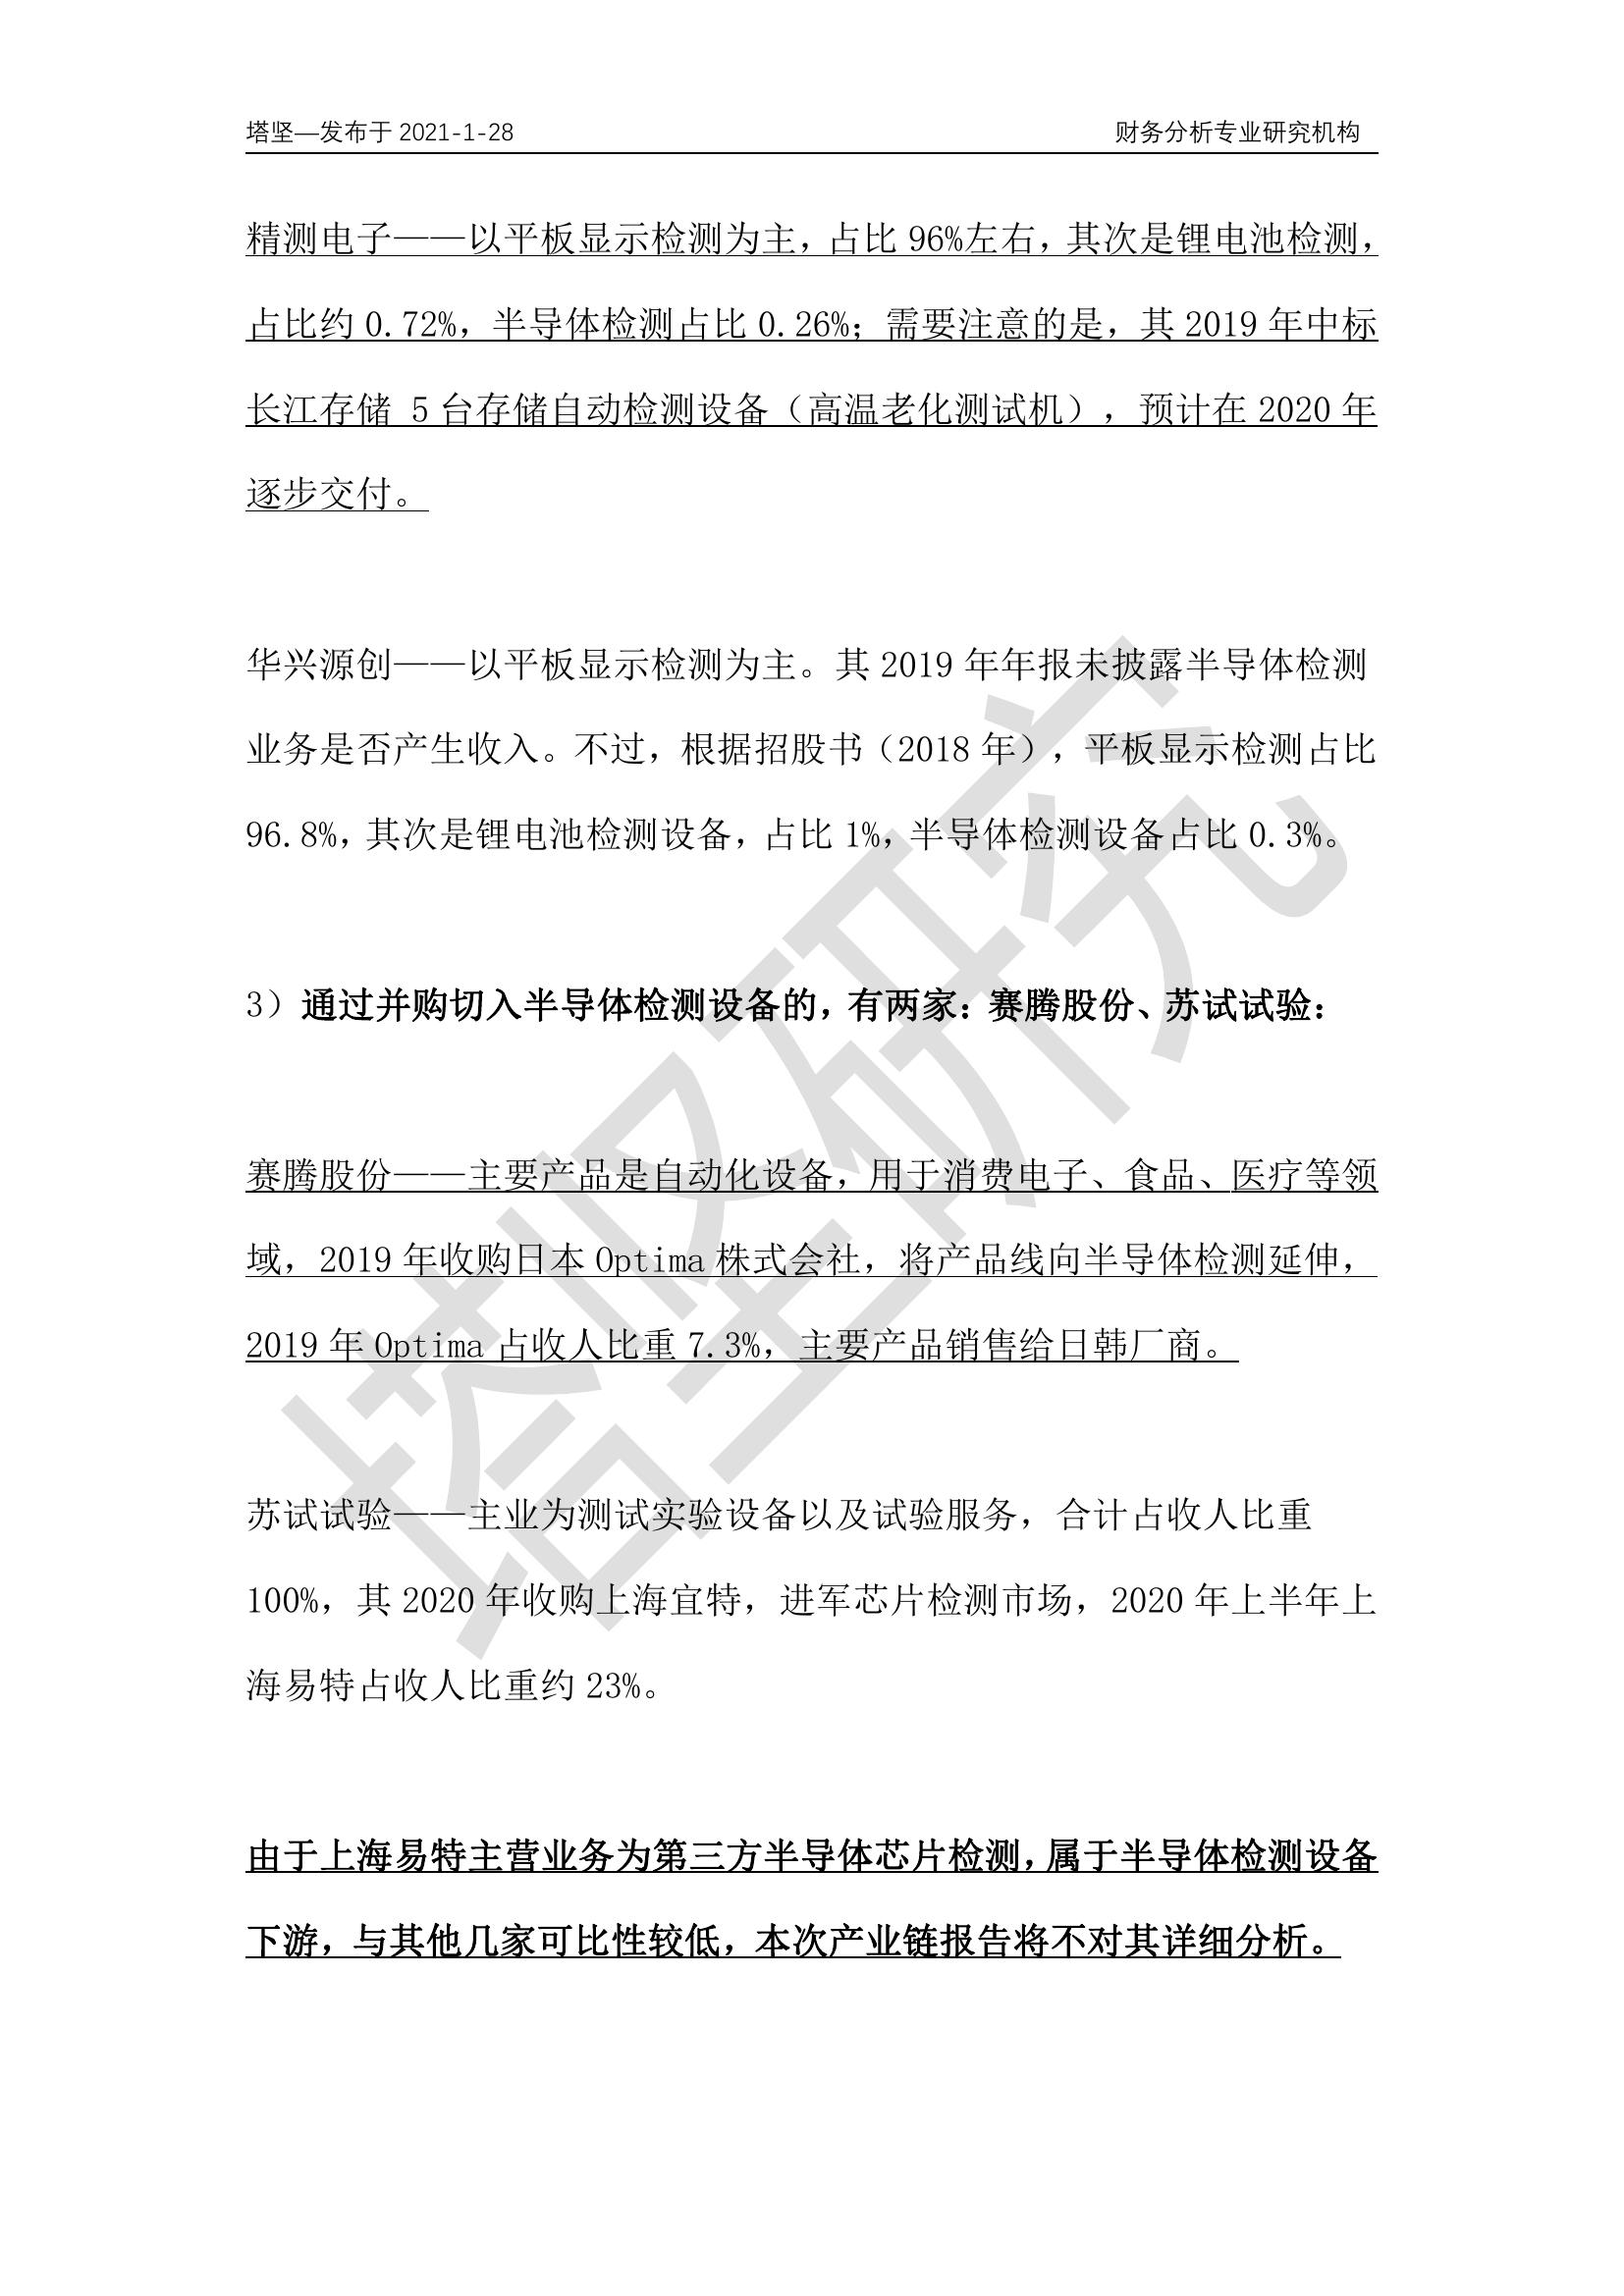 塔坚—发布于 2021-1-28 财务分析专业研究机构
精测电子——以平板显示检测为主，占比 96%左右，其次是锂电池检测，
占比约 0.72%，半导体检测占比 0.26%；需要注意的是，其 2019 年中标
长江存储 5 台存储自动检测设备（高温老化测试机），预计在 2020 年
逐步交付。
华兴源创——以平板显示检测为主。其 2019 年年报未披露半导体检测
业务是否产生收入。不过，根据招股书（2018 年），平板显示检测占比
96.8%，其次是锂电池检测设备，占比 1%，半导体检测设备占比 0.3%。
3）通过并购切入半导体检测设备的，有两家：赛腾股份、苏试试验：
赛腾股份——主要产品是自动化设备，用于消费电子、食品、医疗等领
域，2019 年收购日本 Optima 株式会社，将产品线向半导体检测延伸，
2019 年 Optima 占收人比重 7.3%，主要产品销售给日韩厂商。
苏试试验——主业为测试实验设备以及试验服务，合计占收人比重
100%，其 2020 年收购上海宜特，进军芯片检测市场，2020 年上半年上
海易特占收人比重约 23%。
由于上海易特主营业务为第三方半导体芯片检测，属于半导体检测设备
下游，与其他几家可比性较低，本次产业链报告将不对其详细分析。
塔坚研究